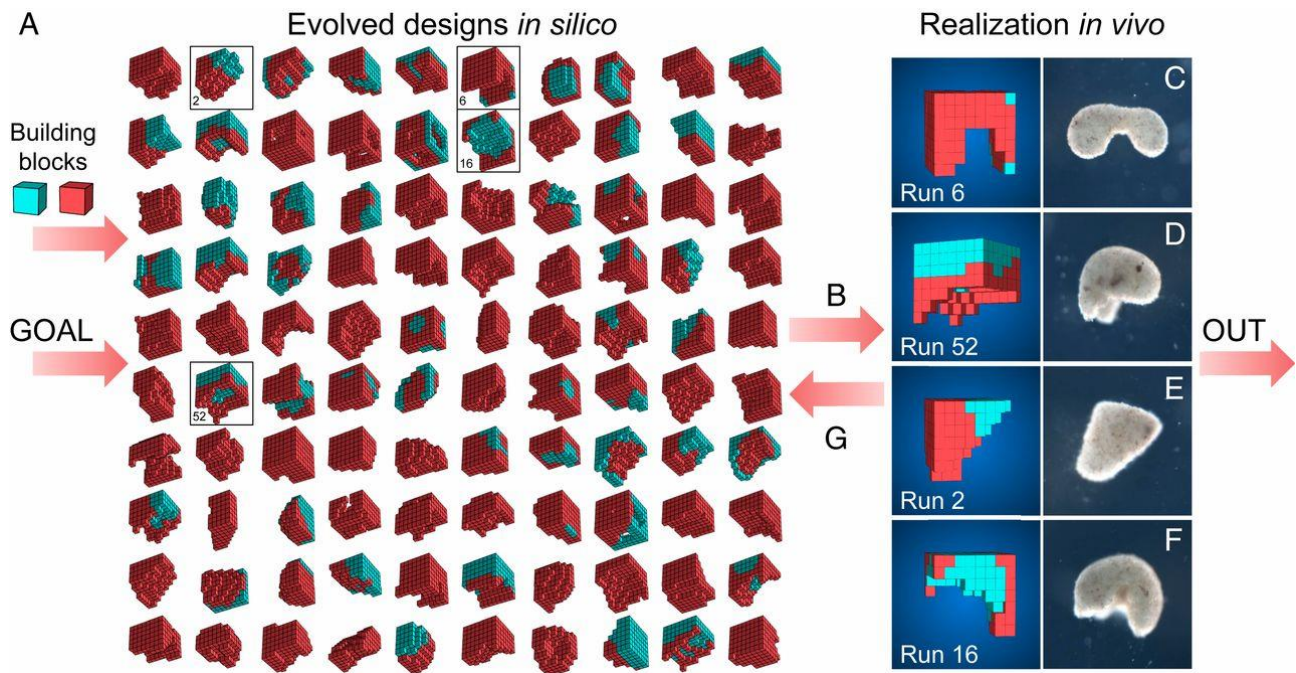 A
Evolved designs in silico
Realization in vivo
Building
blocks
GOAL
2
6
16
52
B
G
Run 6
C
Run 52
D
Run 2
E
Run 16
F
OUT